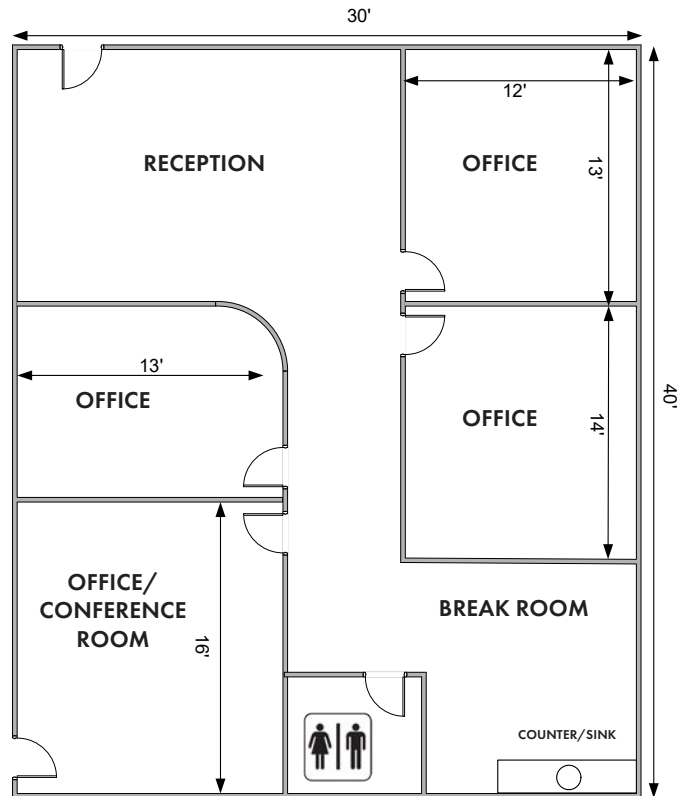 30'
12'
RECEPTION
OFFICE
13'
13'
OFFICE
40'
OFFICE
14'
OFFICE/
CONFERENCE
ROOM
16'
BREAK ROOM
COUNTER/SINK